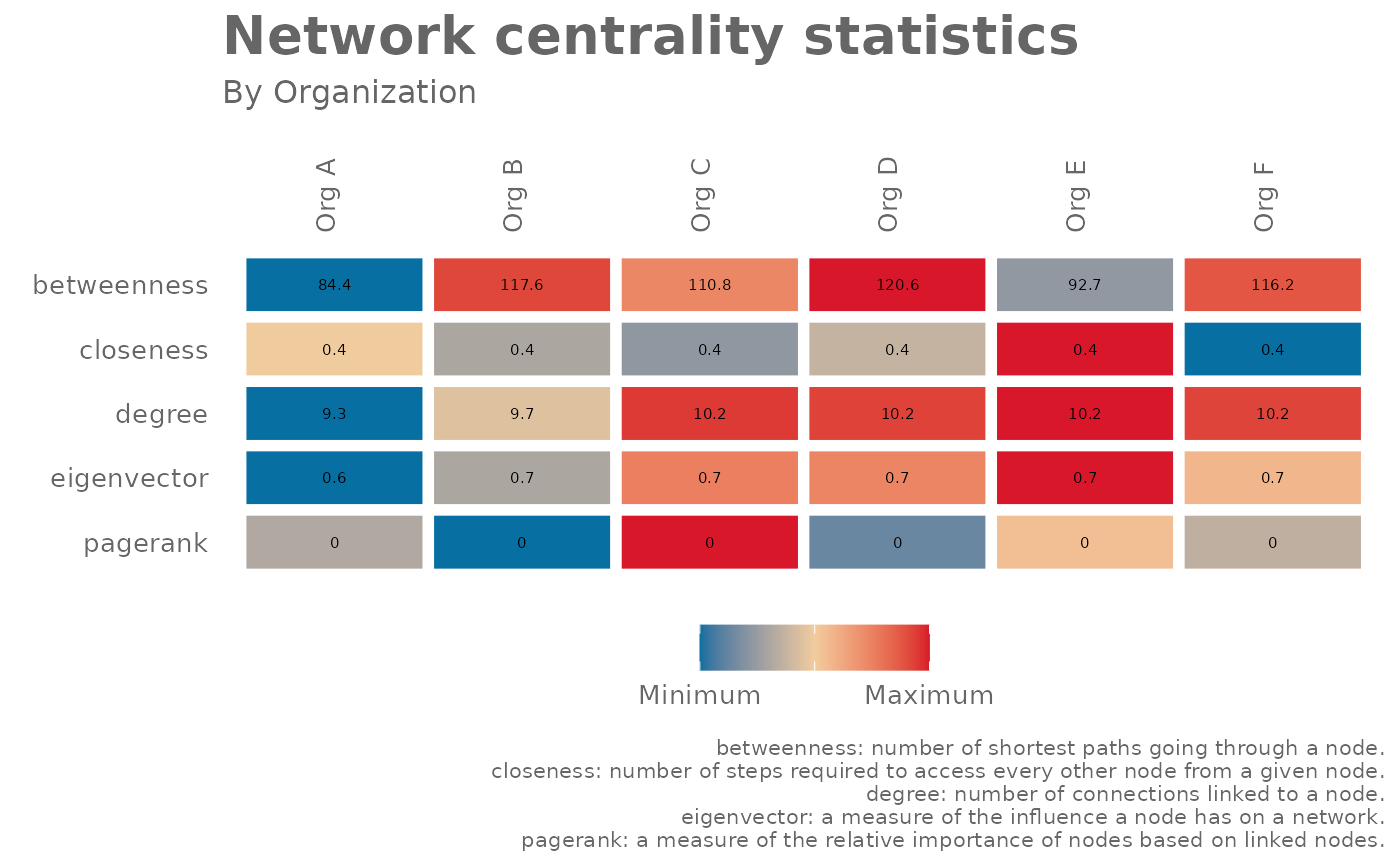 Network centrality statistics
By Organization
Org A Org B Org C Org D Org E Org F
betweenness 84.4 117.6 110.8 120.6 92.7 116.2
closeness 0.4 0.4 0.4 0.4 0.4 0.4
degree 9.3 9.7 10.2 10.2 10.2 10.2
eigenvector 0.6 0.7 0.7 0.7 0.7 0.7
pagerank 0 0 0 0 0 0
Minimum Maximum
betweenness: number of shortest paths going through a node.
closeness: number of steps required to access every other node from a given node.
degree: number of connections linked to a node.
eigenvector: a measure of the influence a node has on a network.
pagerank: a measure of the relative importance of nodes based on linked nodes.